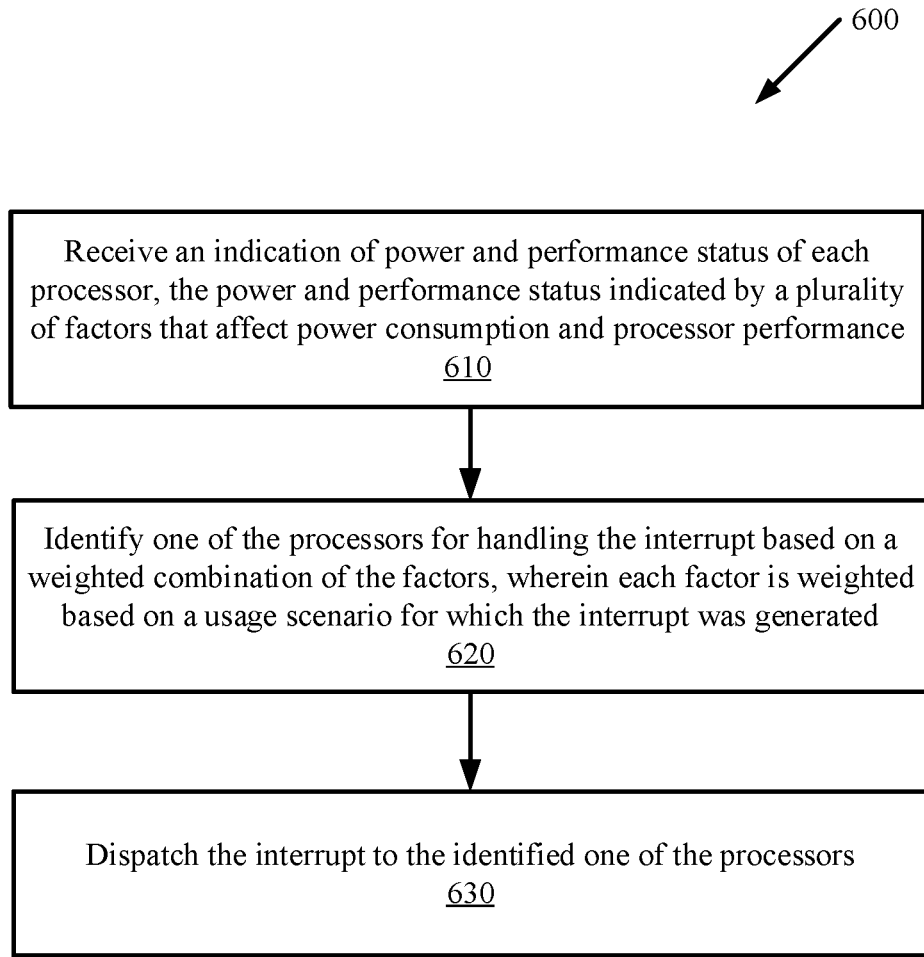 600
Receive an indication of power and performance status of each
processor, the power and performance status indicated by a plurality
of factors that affect power consumption and processor performance
610
Identify one of the processors for handling the interrupt based on a
weighted combination of the factors, wherein each factor is weighted
based on a usage scenario for which the interrupt was generated
620
Dispatch the interrupt to the identified one of the processors
630